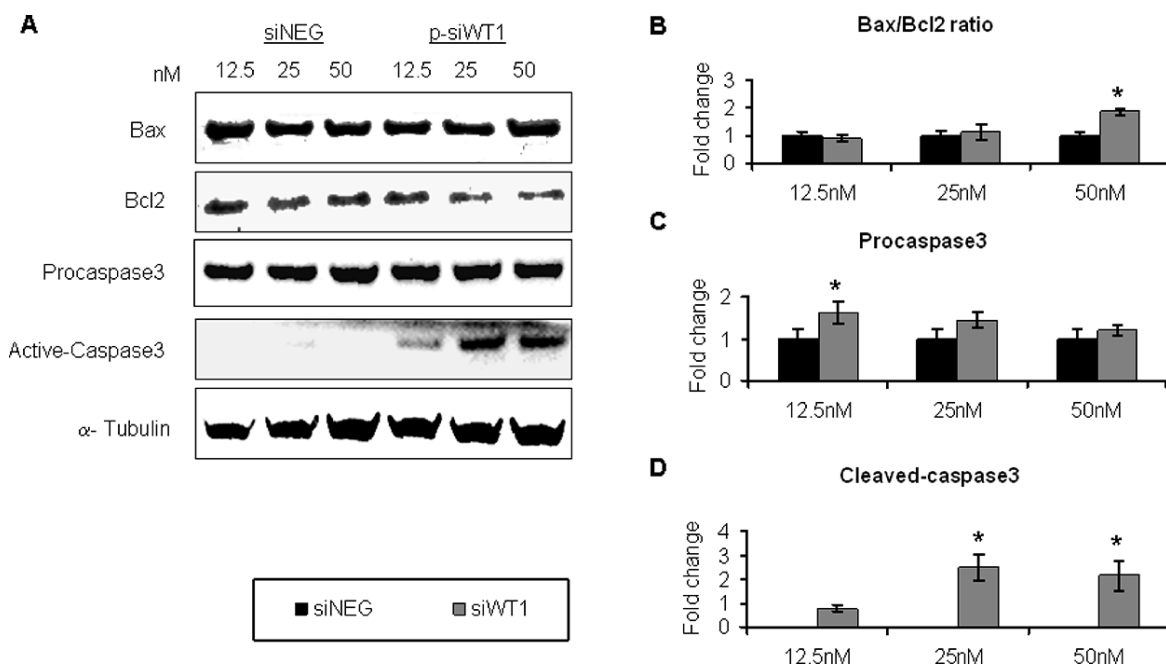 A
siNEG p-siWT1
nM 12.5 25 50 12.5 25 50
Bax
Bcl2
Procaspase3
Active-Caspase3
α- Tubulin
siNEG siWT1
B
Bax/Bcl2 ratio
Fold change
3
2
1
0
*
12.5nM 25nM 50nM
C
Procaspase3
Fold change
2
1
0
*
12.5nM 25nM 50nM
D
Cleaved-caspase3
Fold change
4
3
2
1
0
* *
12.5nM 25nM 50nM